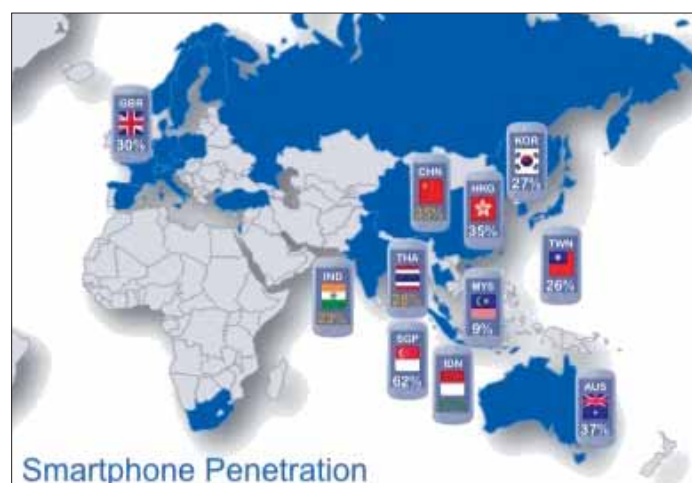 GBR
30%
KOR
27%
CHN
HKG
35%
TWN
26%
IND
THA
MYS
9%
SGP
62%
IDN
AUS
37%
Smartphone Penetration